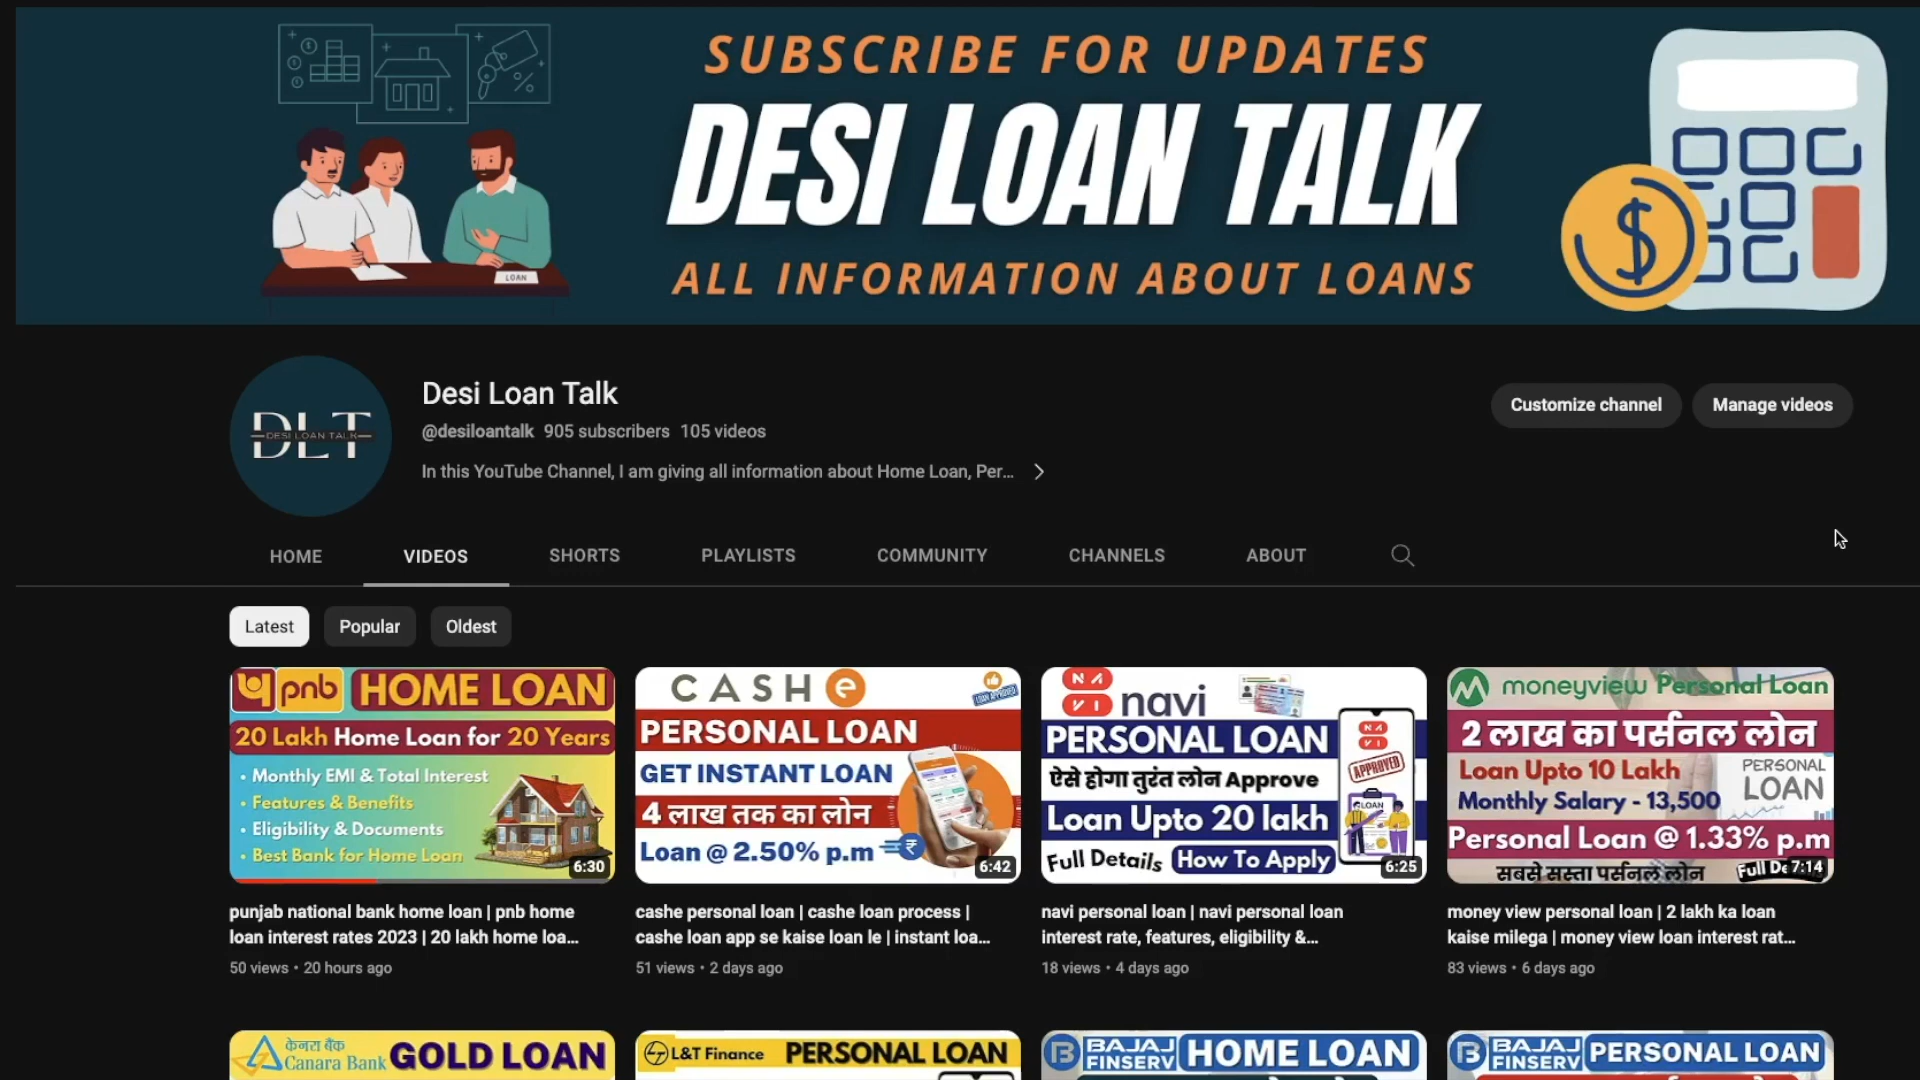 SUBSCRIBE FOR UPDATES
DESI LOAN TALK
ALL INFORMATION ABOUT LOANS
LOAN
DLT
DESI LOAN TALK
Desi Loan Talk
@desiloantalk 905 subscribers 105 videos
In this YouTube Channel, I am giving all information about Home Loan, Per...
Customize channel
Manage videos
HOME VIDEOS SHORTS PLAYLISTS COMMUNITY CHANNELS ABOUT
Latest Popular Oldest
pnb HOME LOAN
20 Lakh Home Loan for 20 Years
• Monthly EMI & Total Interest
• Features & Benefits
• Eligibility & Documents
• Best Bank for Home Loan
6:30
punjab national bank home loan | pnb home
loan interest rates 2023 | 20 lakh home loa...
50 views • 20 hours ago
CASHe
LOAN APPROVED
PERSONAL LOAN
GET INSTANT LOAN
4 लाख तक का लोन
Loan @ 2.50% p.m
6:42
cashe personal loan | cashe loan process |
cashe loan app se kaise loan le | instant loa...
51 views • 2 days ago
NAVI navi
PERSONAL LOAN
ऐसे होगा तुरंत लोन Approve
Loan Upto 20 lakh
Full Details How To Apply
NAVI
APPROVED
LOAN
6:25
navi personal loan | navi personal loan
interest rate, features, eligibility &...
18 views • 4 days ago
moneyview Personal Loan
2 लाख का पर्सनल लोन
Loan Upto 10 Lakh
PERSONAL
LOAN
Monthly Salary - 13,500
Personal Loan @ 1.33% p.m
सबसे सस्ता पर्सनल लोन
Full De
7:14
money view personal loan | 2 lakh ka loan
kaise milega | money view loan interest rat...
83 views • 6 days ago
केनरा बैंक
Canara Bank GOLD LOAN
L&T Finance PERSONAL LOAN
BAJAJ
FINSERV HOME LOAN
BAJAJ
FINSERV PERSONAL LOAN